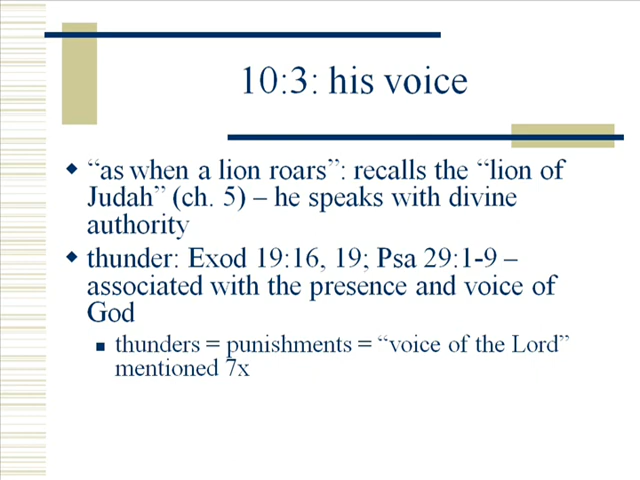 10:3: his voice
“as when a lion roars”: recalls the “lion of
Judah” (ch. 5) – he speaks with divine
authority
thunder: Exod 19:16, 19; Psa 29:1-9 –
associated with the presence and voice of
God
thunders = punishments = “voice of the Lord”
mentioned 7x